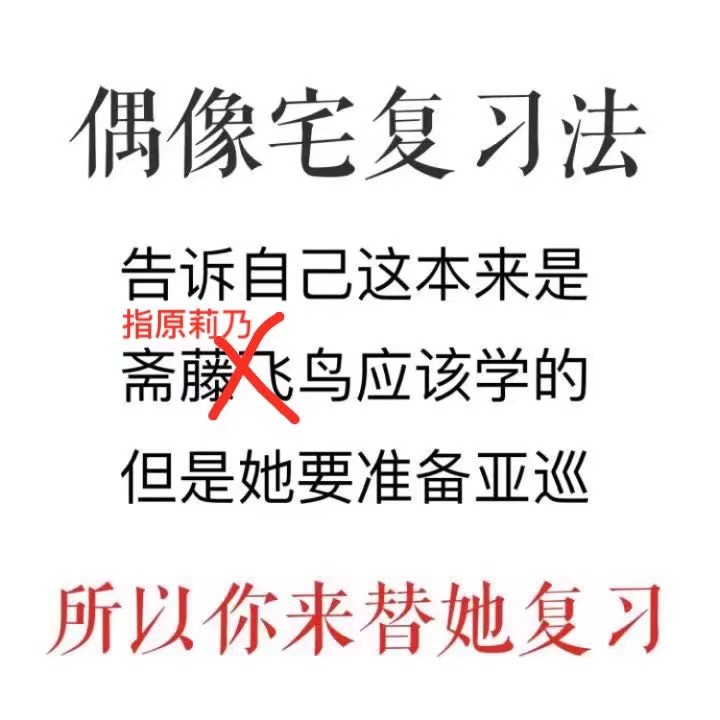 偶像宅复习法
告诉自己这本来是
指原莉乃
斋藤飞鸟应该学的
但是她要准备亚巡
所以你来替她复习